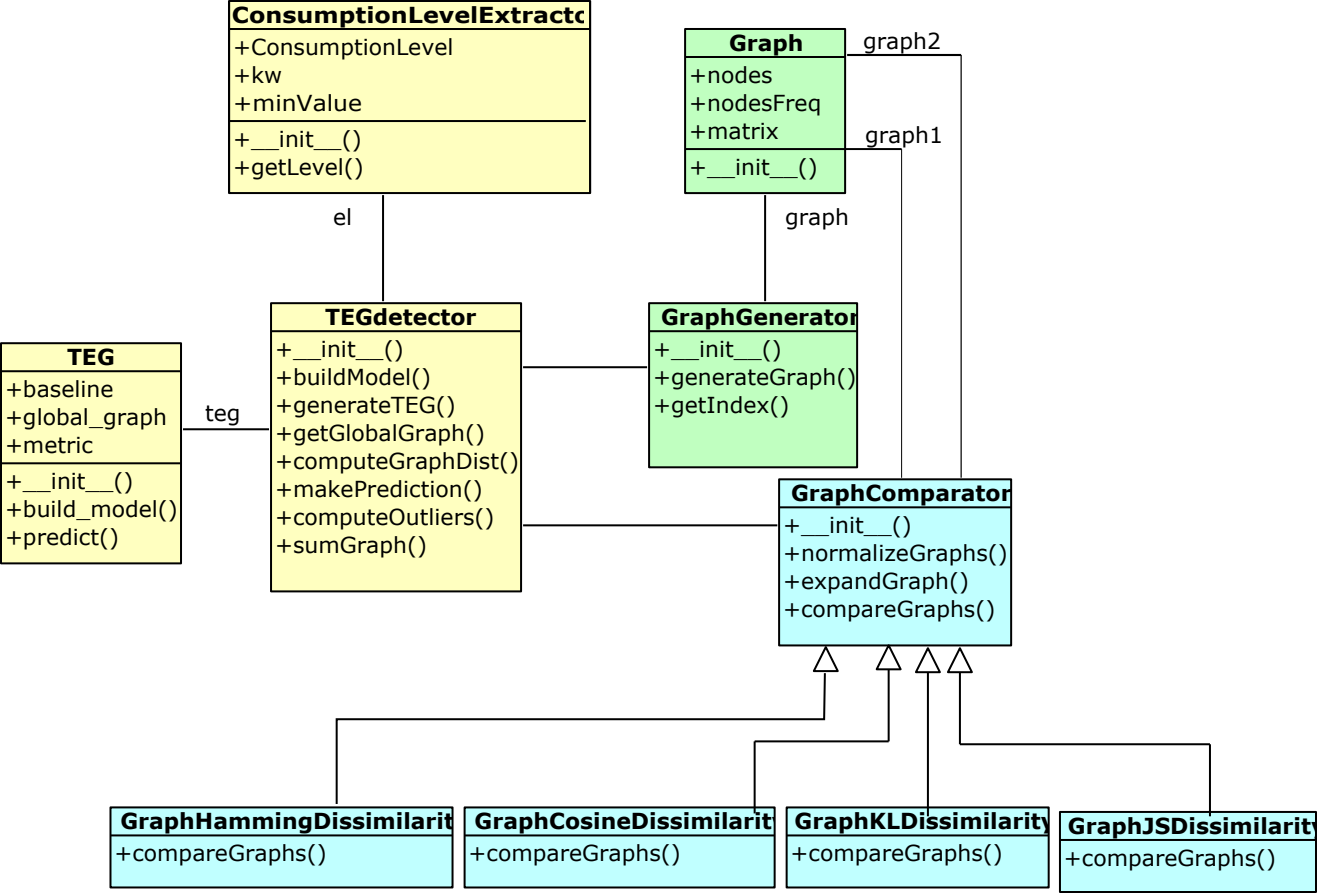 ConsumptionLevelExtracto
+ConsumptionLevel
+kw
+minValue
+__init__()
+getLevel()
Graph
+nodes
+nodesFreq
+matrix
+__init__()
graph2
graph1
el
graph
TEG
+baseline
+global_graph
+metric
+__init__()
+build_model()
+predict()
teg
TEGdetector
+__init__()
+buildModel()
+generateTEG()
+getGlobalGraph()
+computeGraphDist()
+makePrediction()
+computeOutliers()
+sumGraph()
GraphGenerator
+__init__()
+generateGraph()
+getIndex()
GraphComparator
+__init__()
+normalizeGraphs()
+expandGraph()
+compareGraphs()
GraphHammingDissimilarit
+compareGraphs()
GraphCosineDissimilarity
+compareGraphs()
GraphKLDissimilarity
+compareGraphs()
GraphJSDissimilarity
+compareGraphs()